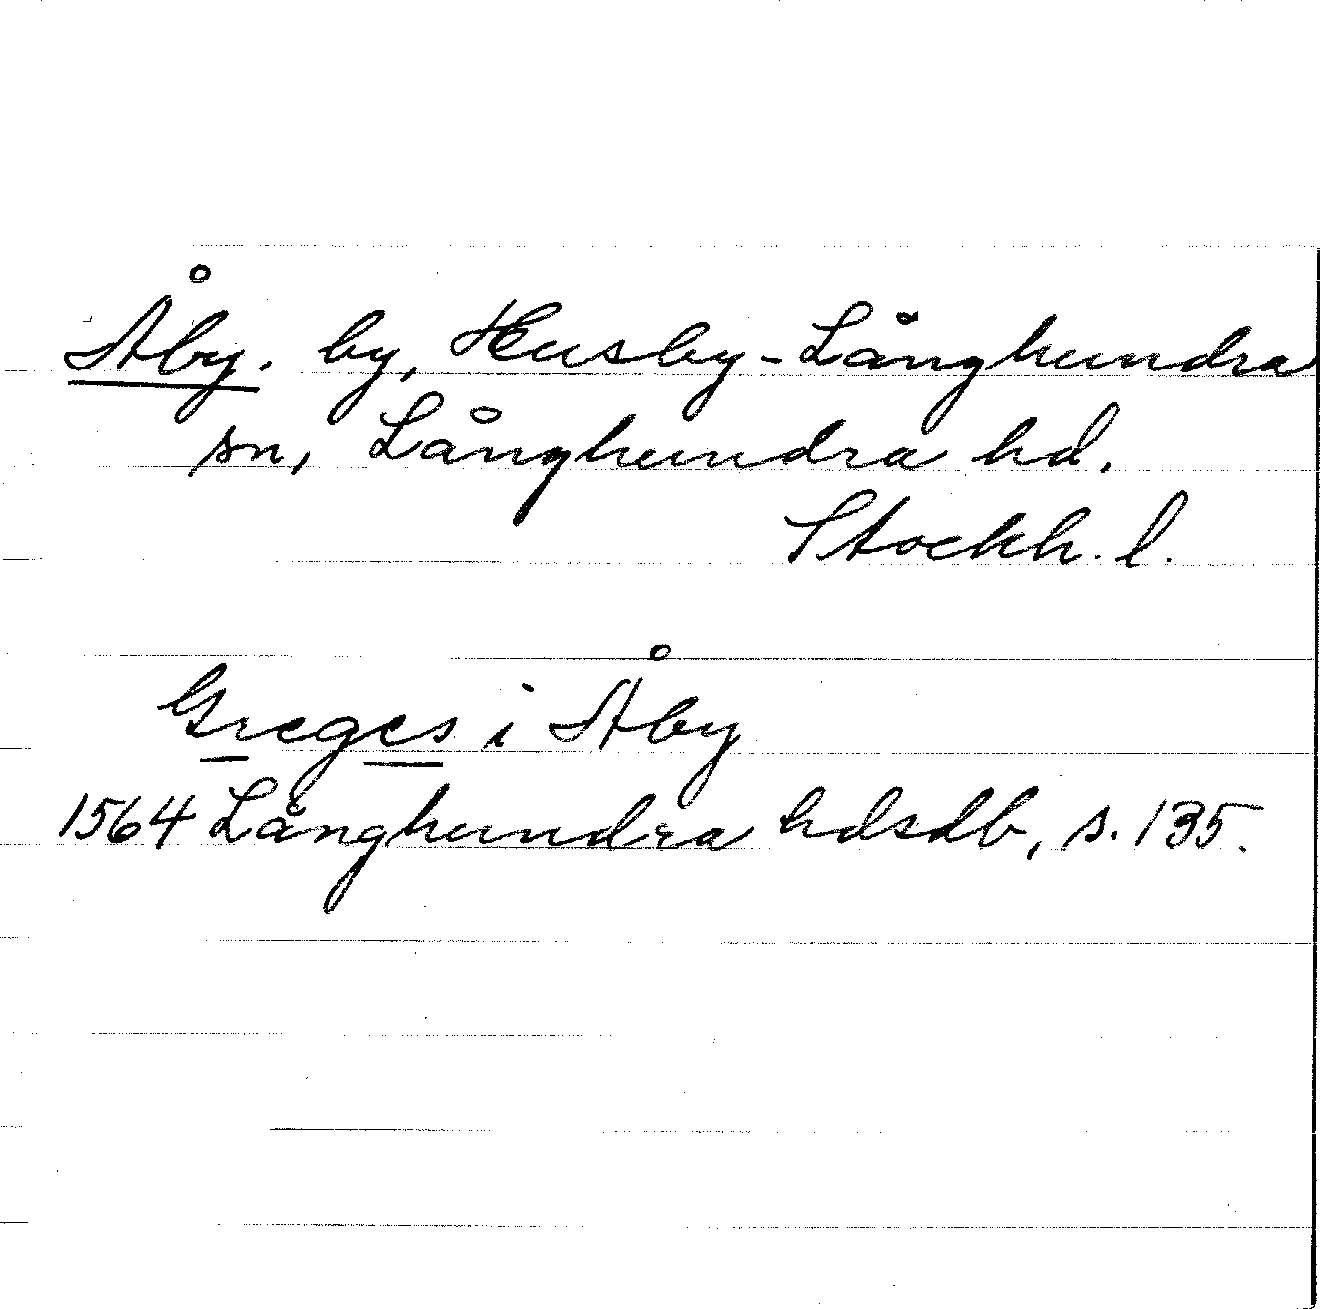 Åby. by, Husby-Långhundra
sn, Långhundra hd.
Stockh. l.
Greges i Åby
1564 Långhundra hdsdb, s. 135.